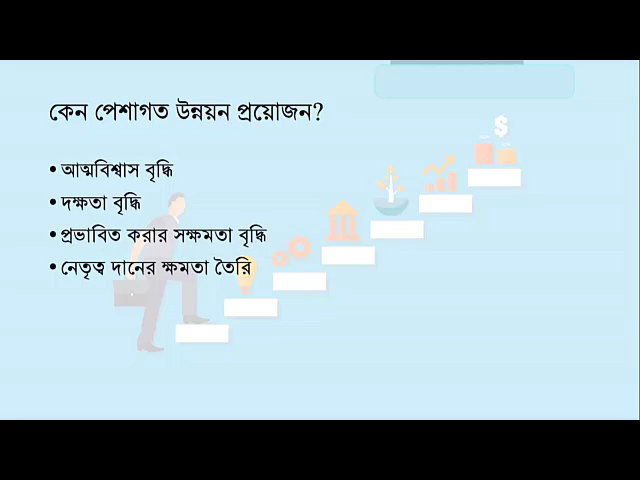 কেন পেশাগত উন্নয়ন প্রয়োজন?
• আত্মবিশ্বাস বৃদ্ধি
• দক্ষতা বৃদ্ধি
• প্রভাবিত করার সক্ষমতা বৃদ্ধি
• নেতৃত্ব দানের ক্ষমতা তৈরি
$